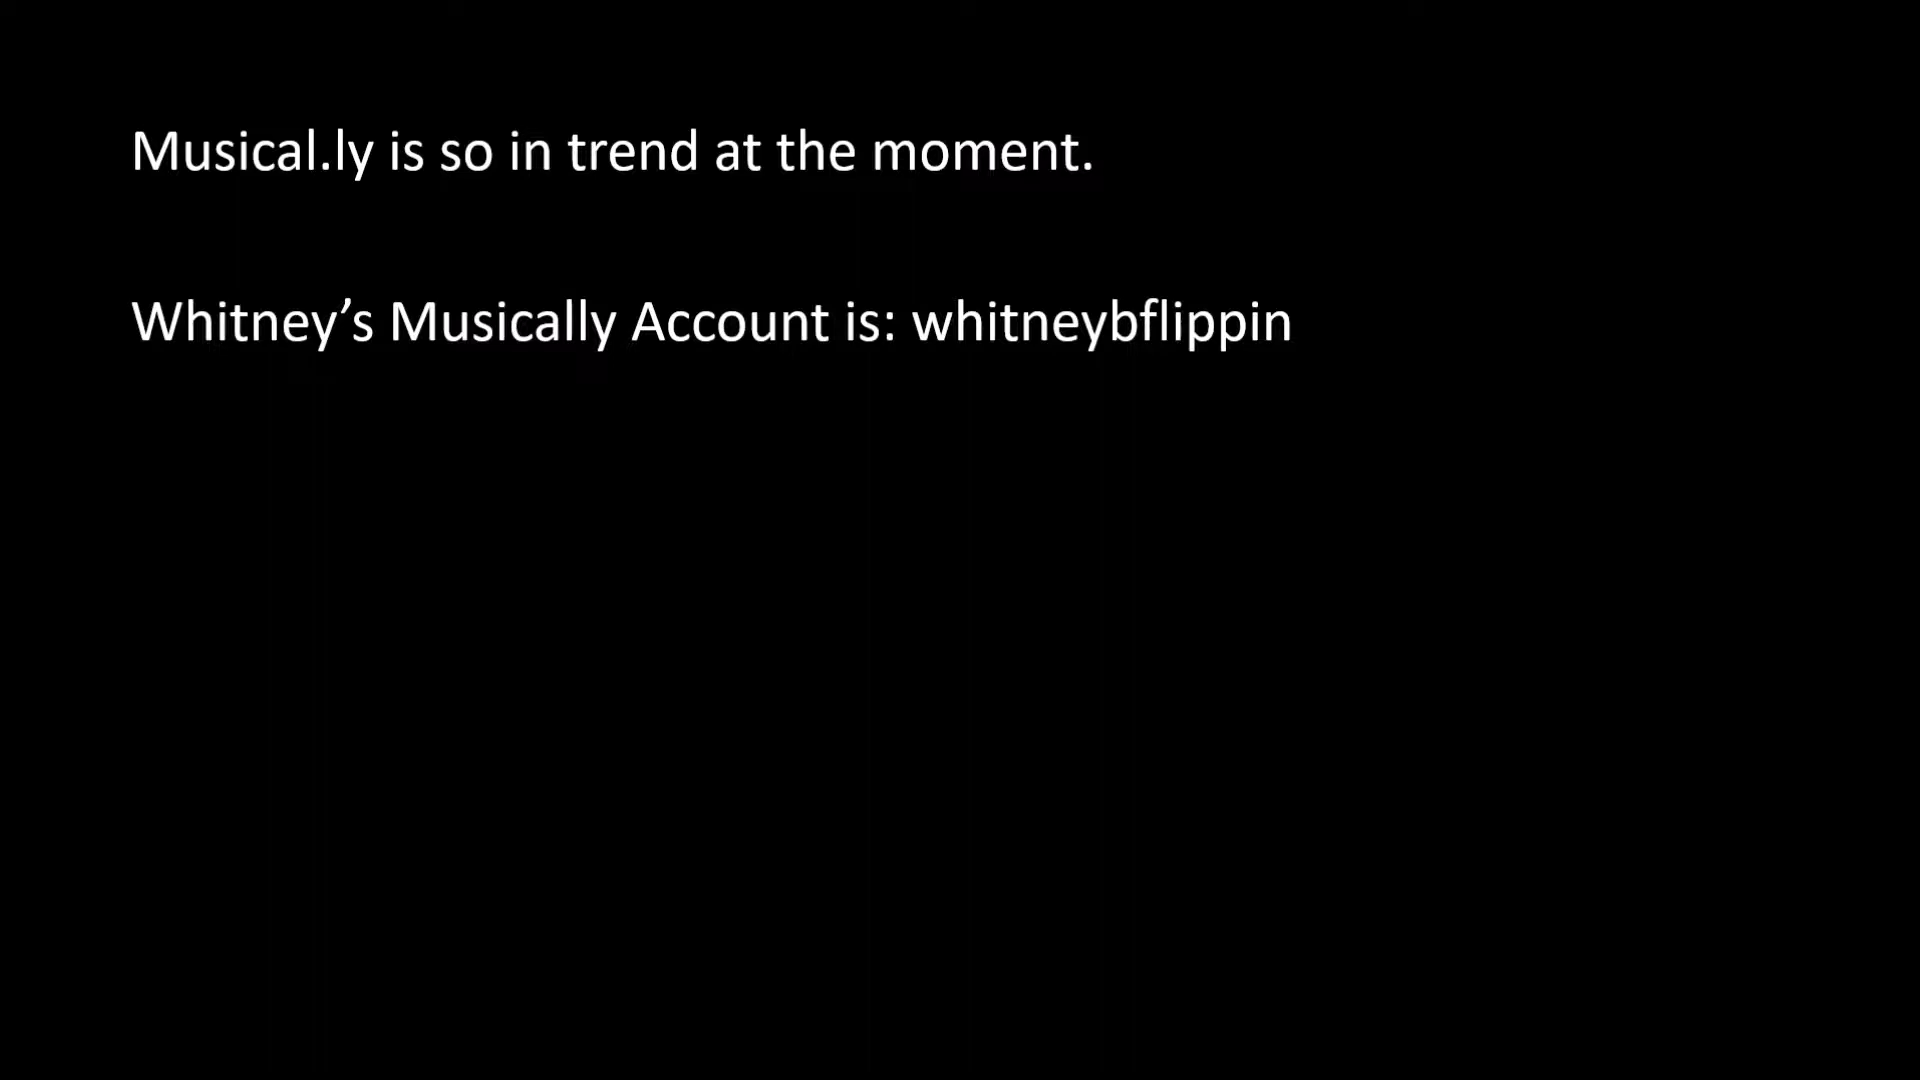 Musical.ly is so in trend at the moment.
Whitney’s Musically Account is: whitneybflippin